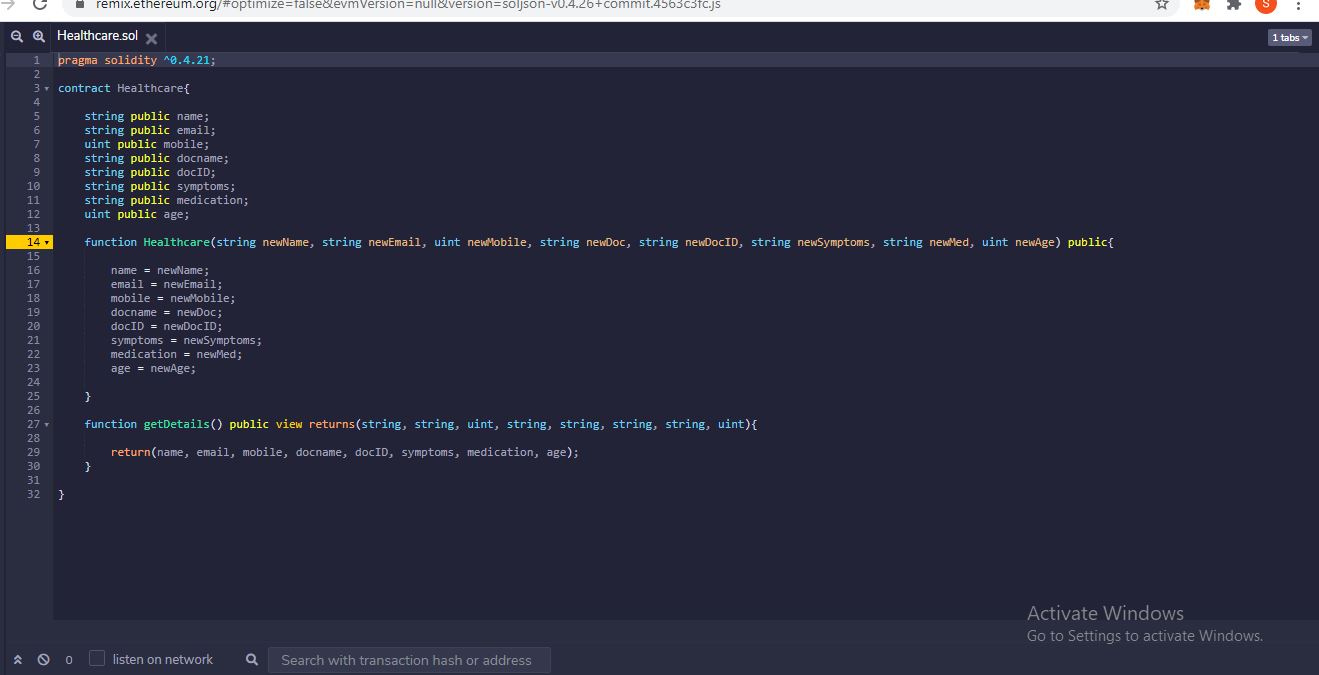 remix.ethereum.org/#optimize=false&evmVersion=null&version=soljson-v0.4.26+commit.4563c3fc.js
S
Healthcare.sol
1 tabs
1 pragma solidity ^0.4.21;
2
3 contract Healthcare{
4
5 string public name;
6 string public email;
7 uint public mobile;
8 string public docname;
9 string public docID;
10 string public symptoms;
11 string public medication;
12 uint public age;
13
14 function Healthcare(string newName, string newEmail, uint newMobile, string newDoc, string newDocID, string newSymptoms, string newMed, uint newAge) public{
15
16 name = newName;
17 email = newEmail;
18 mobile = newMobile;
19 docname = newDoc;
20 docID = newDocID;
21 symptoms = newSymptoms;
22 medication = newMed;
23 age = newAge;
24
25 }
26
27 function getDetails() public view returns(string, string, uint, string, string, string, string, uint){
28
29 return(name, email, mobile, docname, docID, symptoms, medication, age);
30 }
31
32 }
Activate Windows
Go to Settings to activate Windows.
0 listen on network Search with transaction hash or address